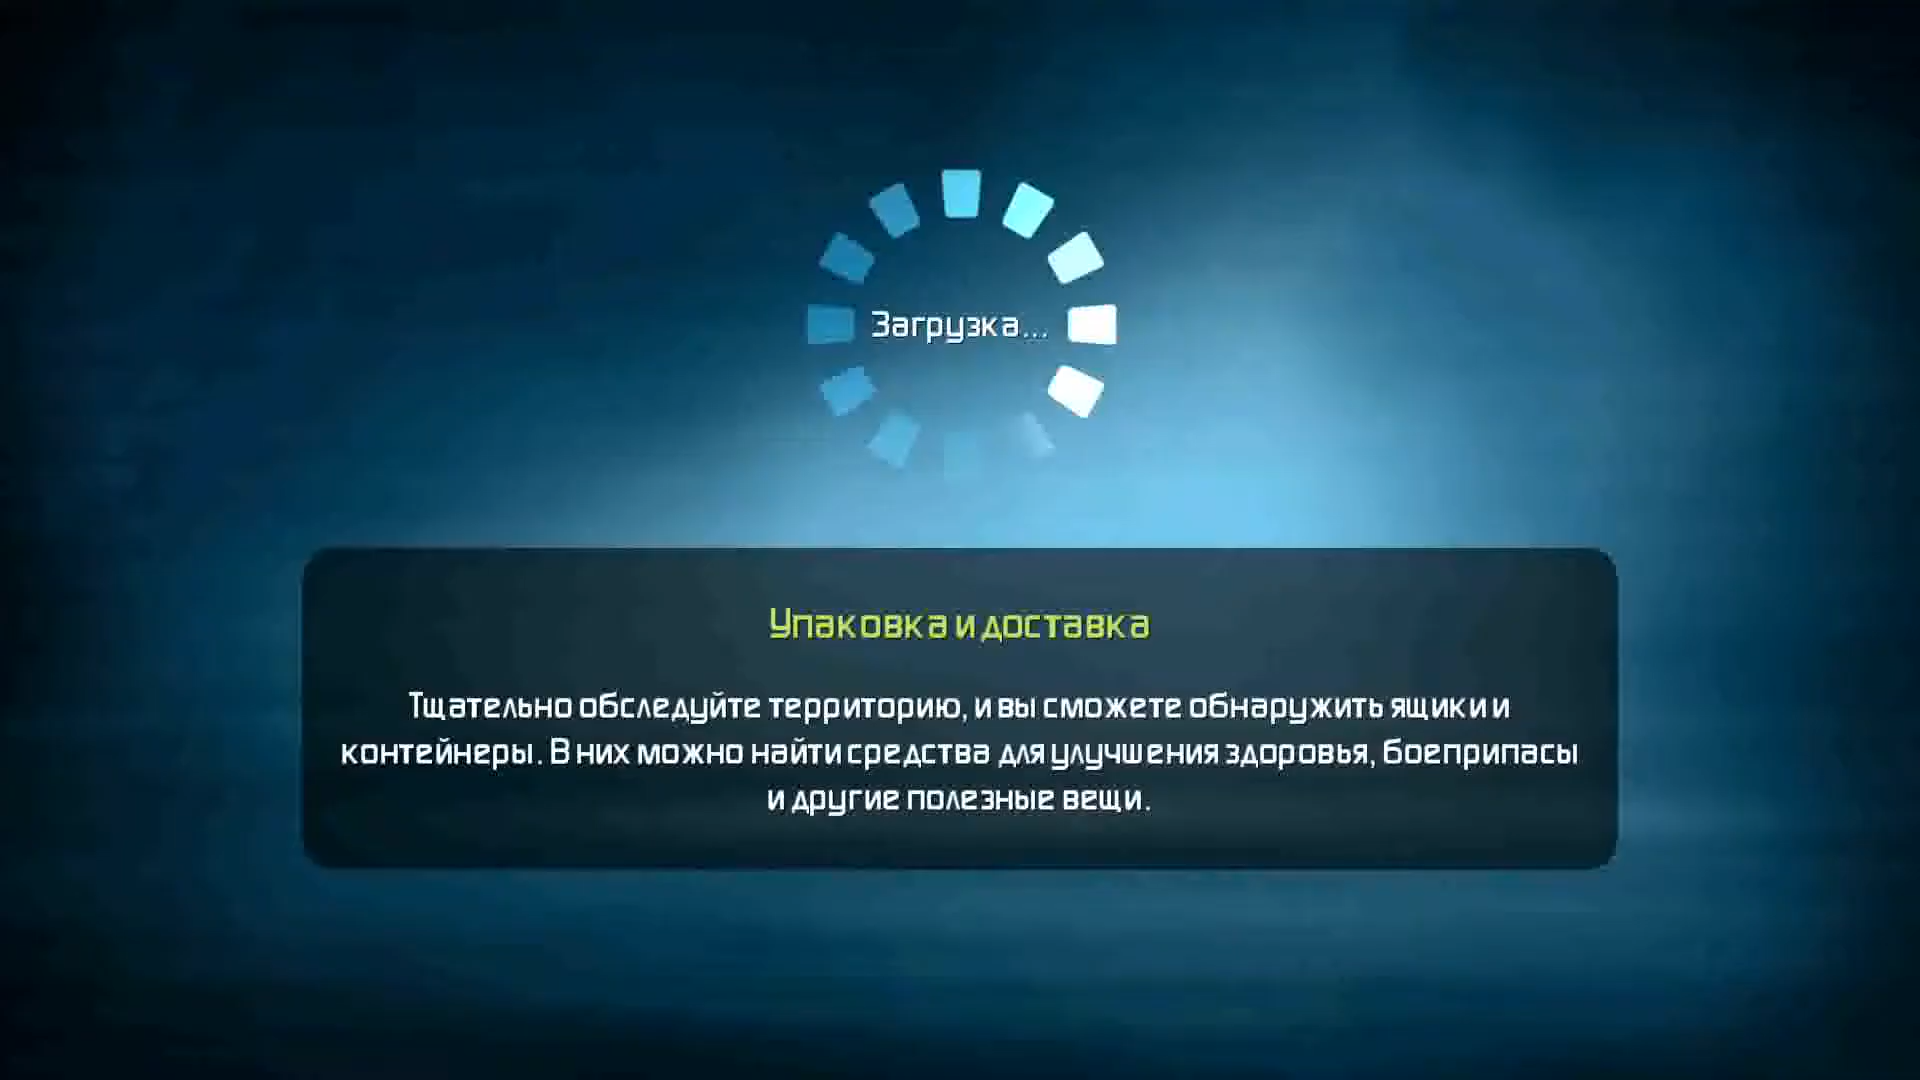 Загрузка...
Упаковка и доставка
Тщательно обследуйте территорию, и вы сможете обнаружить ящики и
контейнеры. В них можно найти средства для улучшения здоровья, боеприпасы
и другие полезные вещи.